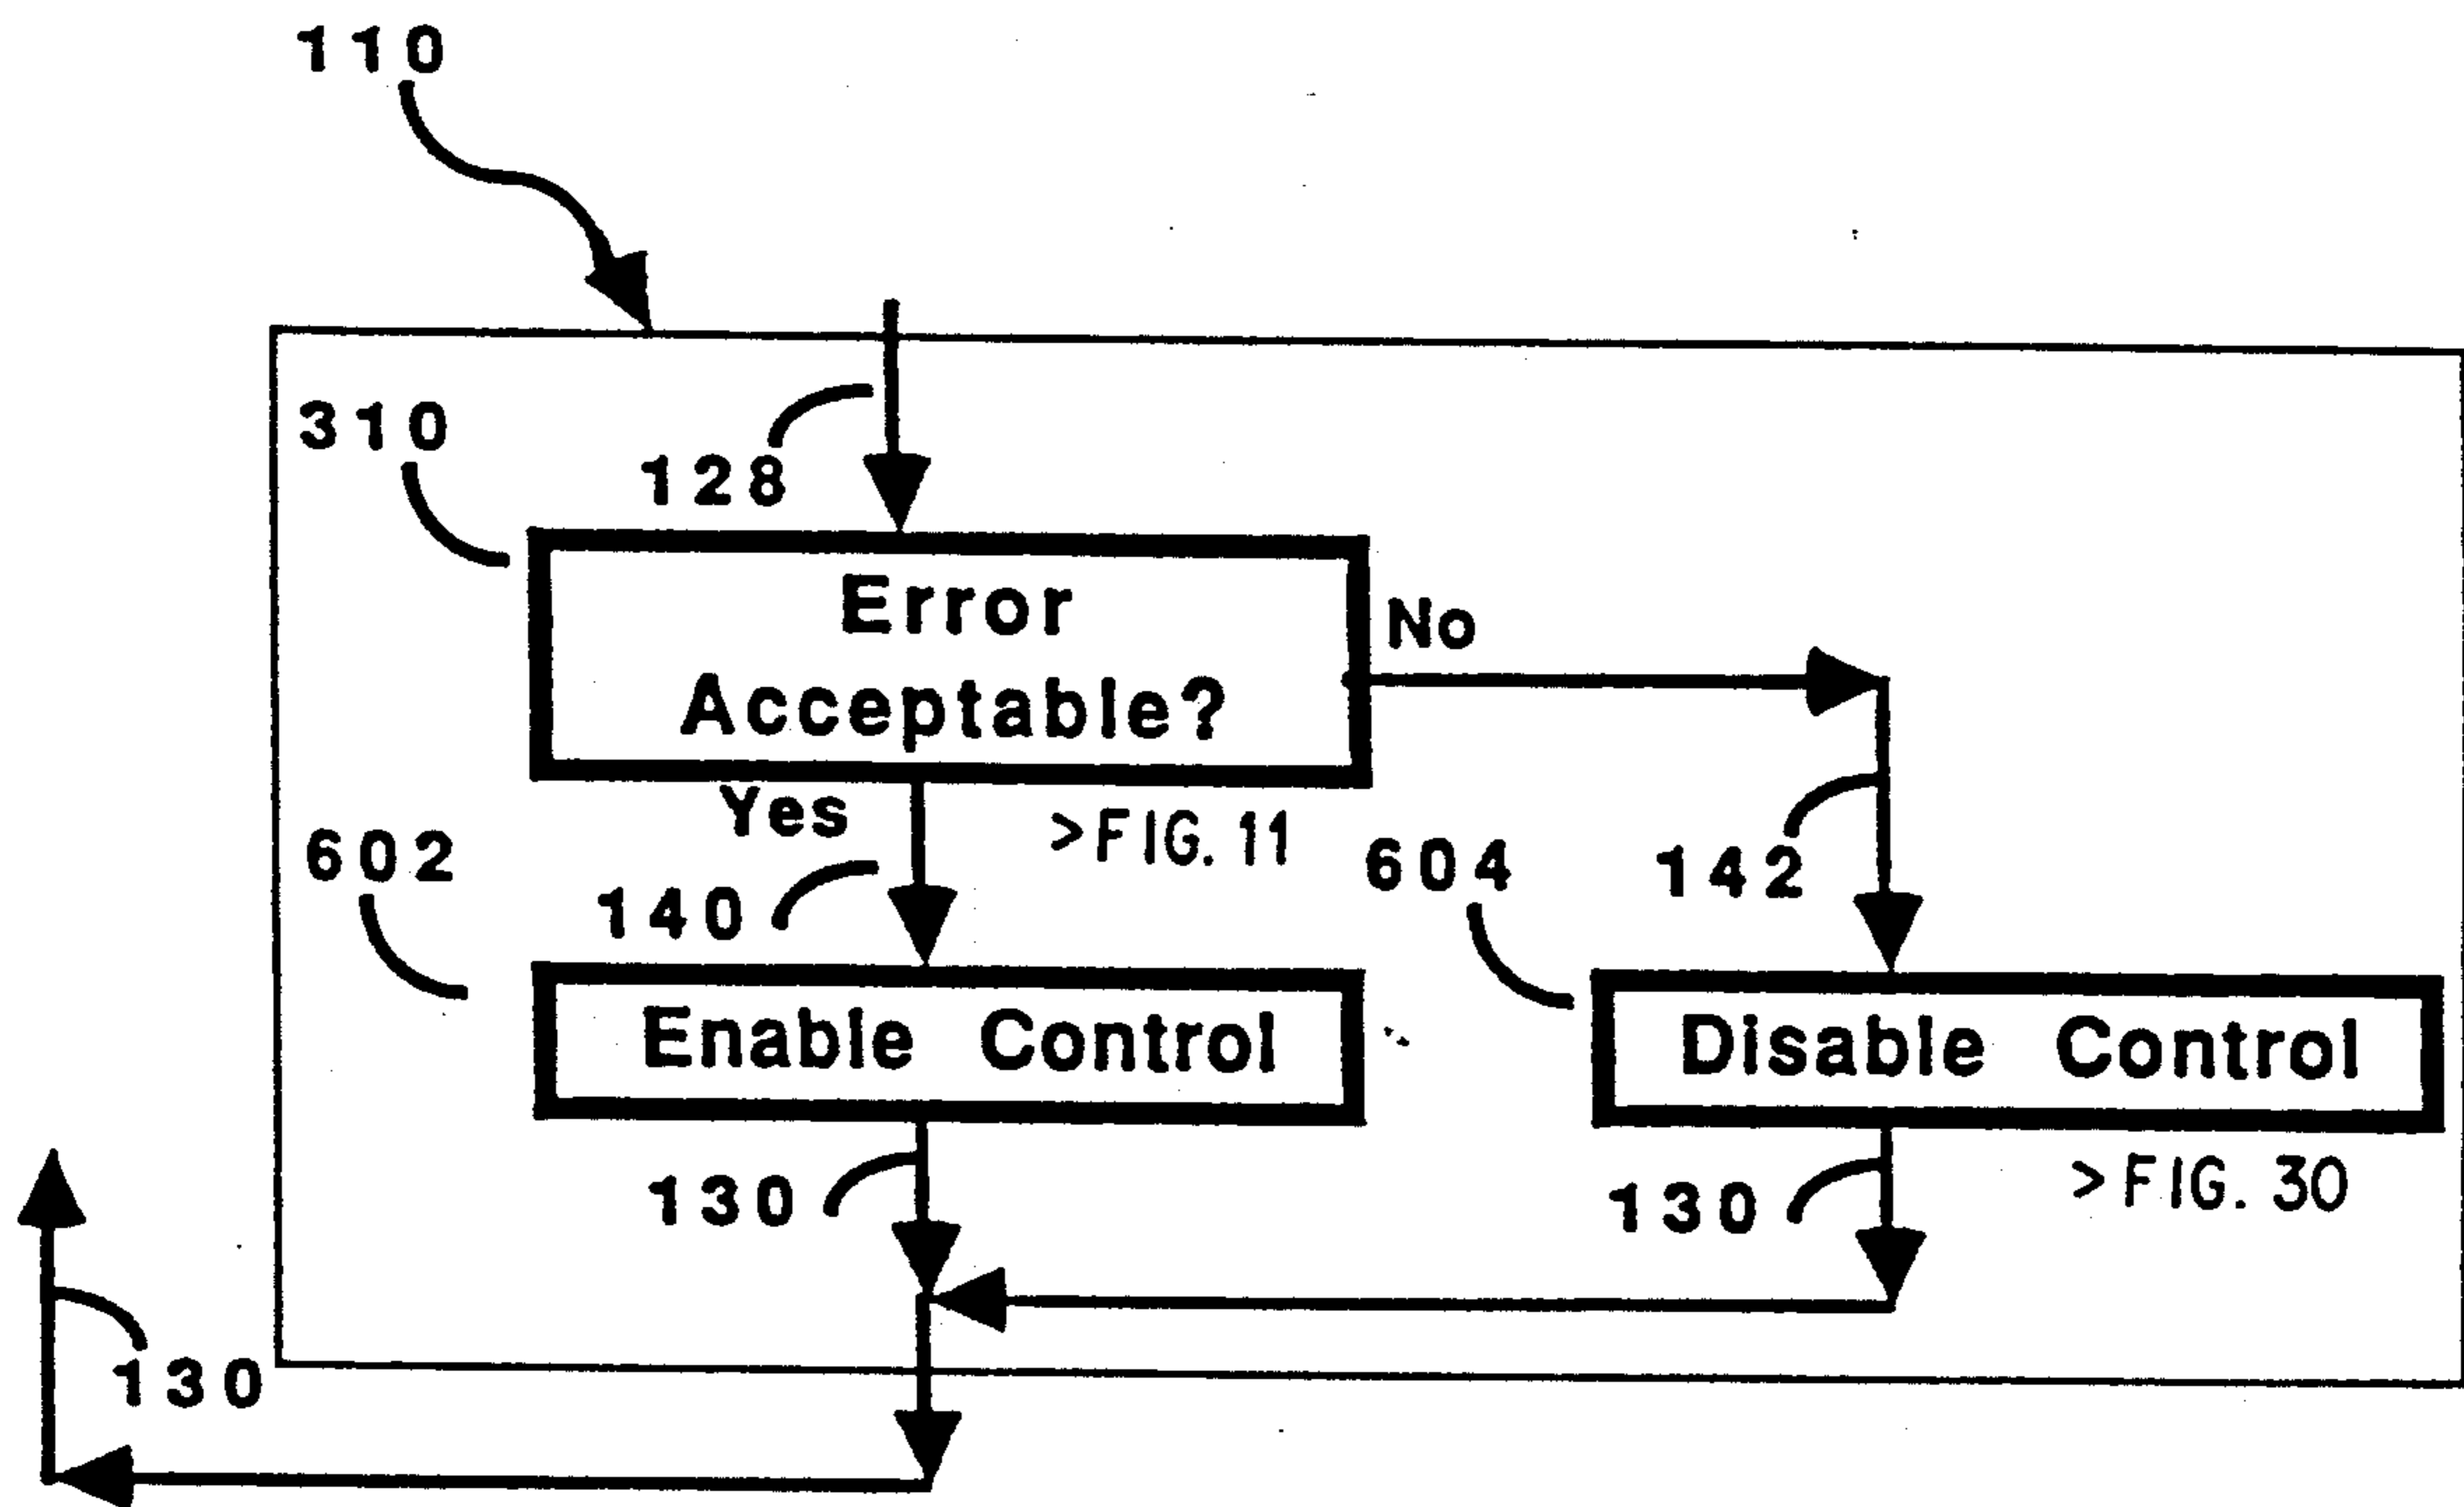 110
310
128
Error
Acceptable?
No
Yes
>FIG. 11
602
140
604
142
Enable Control
Disable Control
130
130
>FIG. 30
130